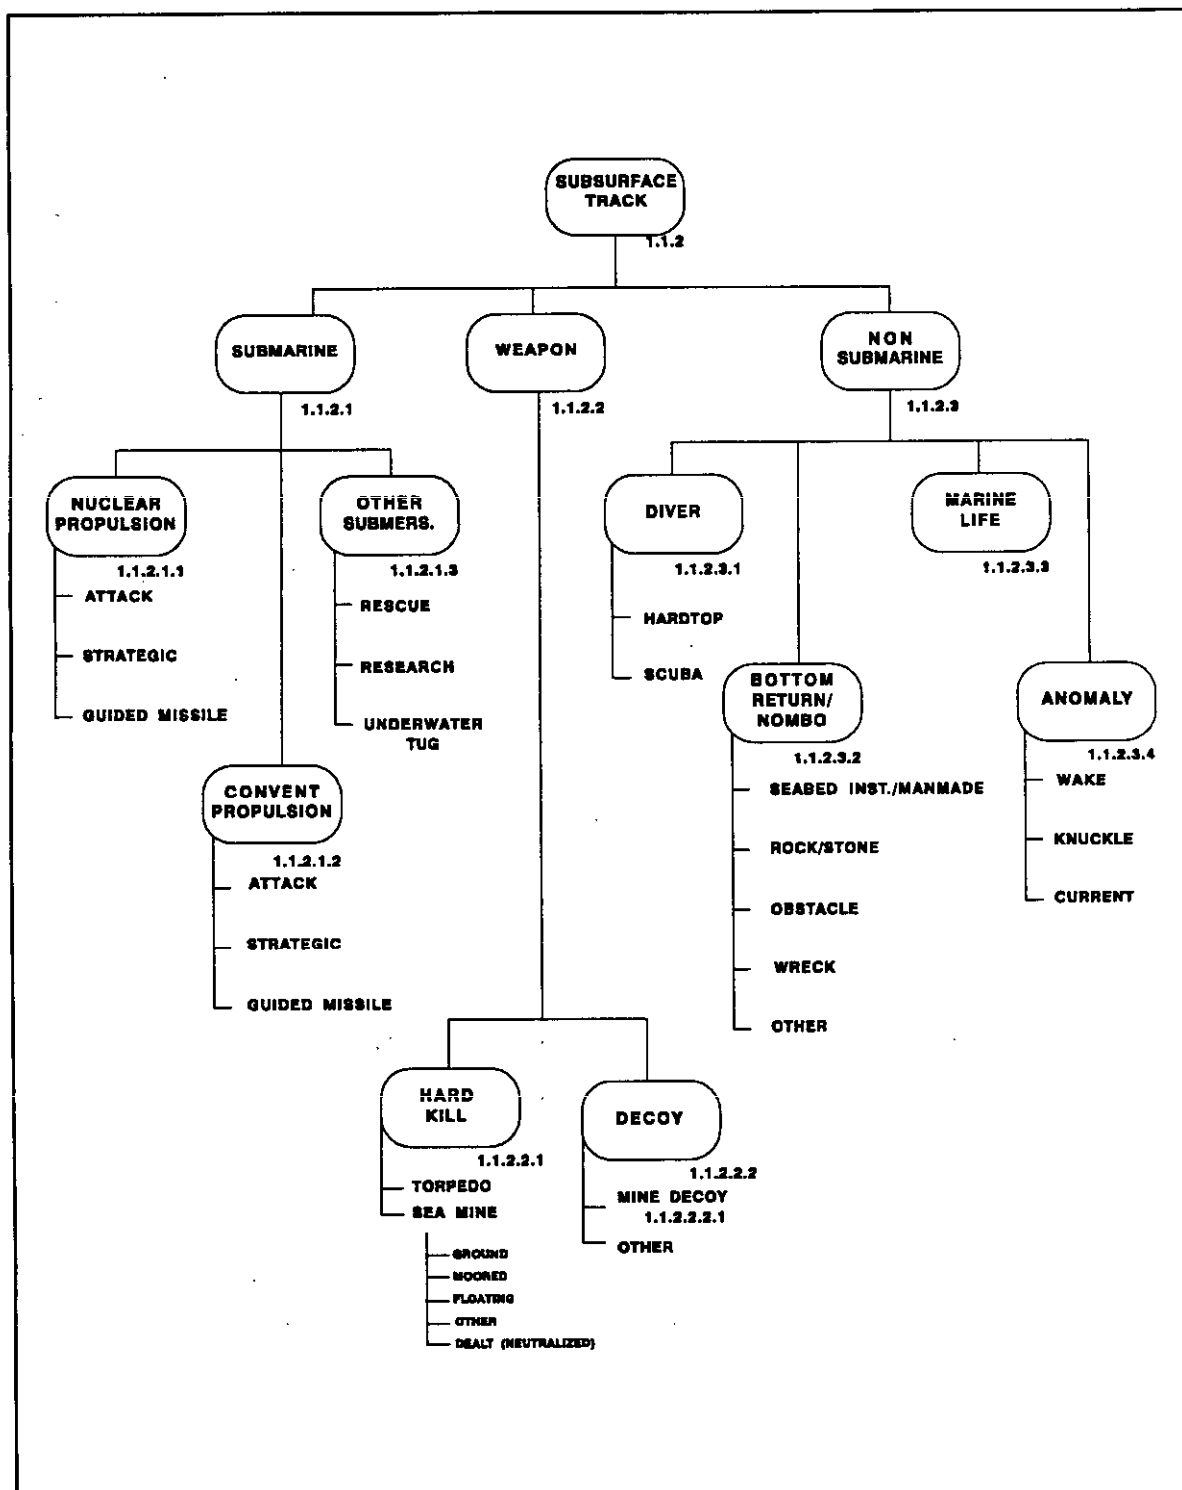 SUBSURFACE
TRACK
1.1.2
SUBMARINE
1.1.2.1
WEAPON
1.1.2.2
NON
SUBMARINE
1.1.2.3
NUCLEAR
PROPULSION
1.1.2.1.1
ATTACK
STRATEGIC
GUIDED MISSILE
OTHER
SUBMERS.
1.1.2.1.3
RESCUE
RESEARCH
UNDERWATER
TUG
CONVENT
PROPULSION
1.1.2.1.2
ATTACK
STRATEGIC
GUIDED MISSILE
DIVER
1.1.2.3.1
HARDTOP
SCUBA
BOTTOM
RETURN/
NOMBO
1.1.2.3.2
SEABED INST./MANMADE
ROCK/STONE
OBSTACLE
WRECK
OTHER
MARINE
LIFE
1.1.2.3.3
ANOMALY
1.1.2.3.4
WAKE
KNUCKLE
CURRENT
HARD
KILL
1.1.2.2.1
TORPEDO
SEA MINE
GROUND
MOORED
FLOATING
OTHER
DEALT (NEUTRALIZED)
DECOY
1.1.2.2.2
MINE DECOY
1.1.2.2.2.1
OTHER